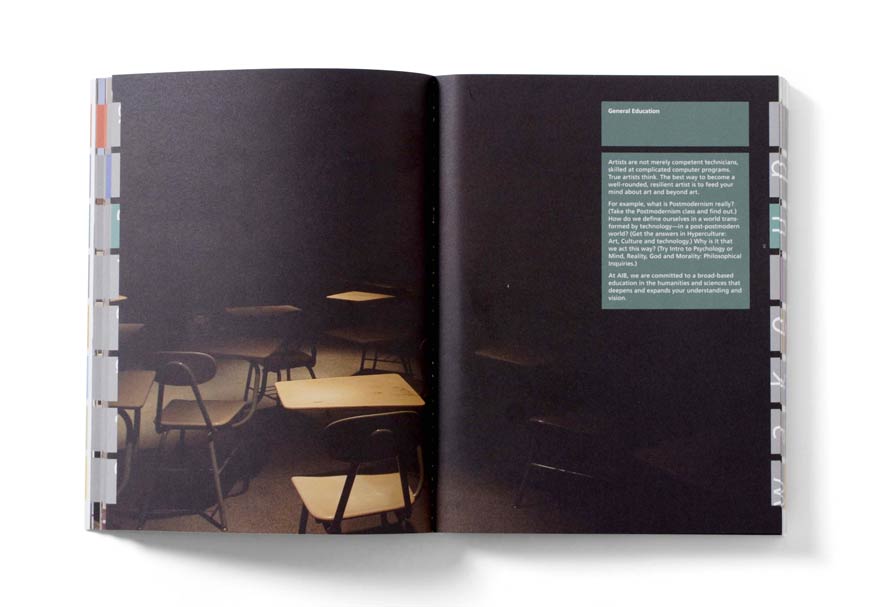 General Education
Artists are not merely competent technicians,
skilled at complicated computer programs.
True artists think. The best way to become a
well-rounded, resilient artist is to feed your
mind about art and beyond art.
For example, what is Postmodernism really?
(Take the Postmodernism class and find out.)
How do we define ourselves in a world trans-
formed by technology—in a post-postmodern
world? (Get the answers in Hyperculture:
Art, Culture and technology.) Why is it that
we act this way? (Try Intro to Psychology or
Mind, Reality, God and Morality: Philosophical
Inquiries.)
At AIB, we are committed to a broad-based
education in the humanities and sciences that
deepens and expands your understanding and
vision.